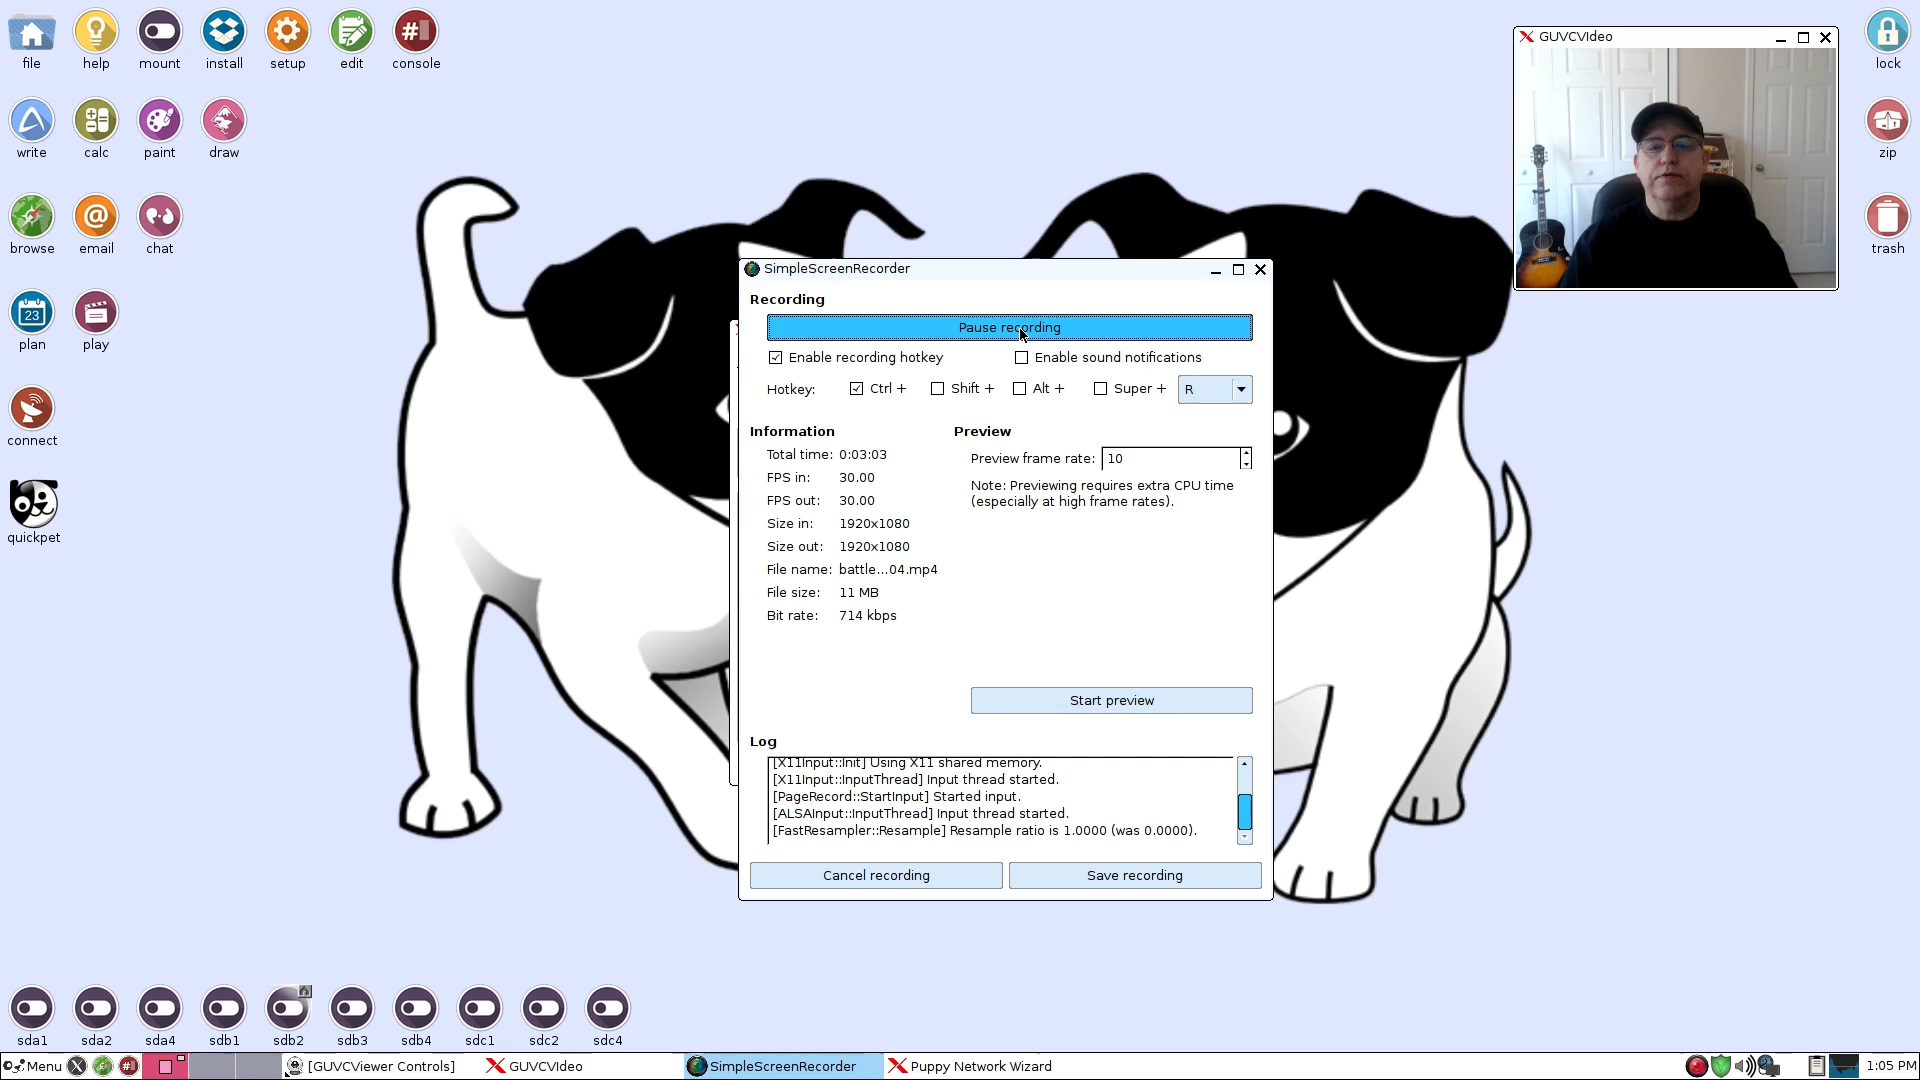 file
help
mount
install
setup
edit
console
write
calc
paint
draw
browse
email
chat
plan
23
play
connect
quickpet
GUVCVIdeo
lock
zip
trash
SimpleScreenRecorder
Recording
Pause recording
Enable recording hotkey
Enable sound notifications
Hotkey: Ctrl + Shift + Alt + Super + R
Information
Total time: 0:03:03
FPS in: 30.00
FPS out: 30.00
Size in: 1920x1080
Size out: 1920x1080
File name: battle...04.mp4
File size: 11 MB
Bit rate: 714 kbps
Preview
Preview frame rate: 10
Note: Previewing requires extra CPU time
(especially at high frame rates).
Start preview
Log
[X11Input::Init] Using X11 shared memory.
[X11Input::InputThread] Input thread started.
[PageRecord::StartInput] Started input.
[ALSAInput::InputThread] Input thread started.
[FastResampler::Resample] Resample ratio is 1.0000 (was 0.0000).
Cancel recording
Save recording
sda1
sda2
sda4
sdb1
sdb2
sdb3
sdb4
sdc1
sdc2
sdc4
Menu
[GUVCViewer Controls]
GUVCVIdeo
SimpleScreenRecorder
Puppy Network Wizard
1:05 PM